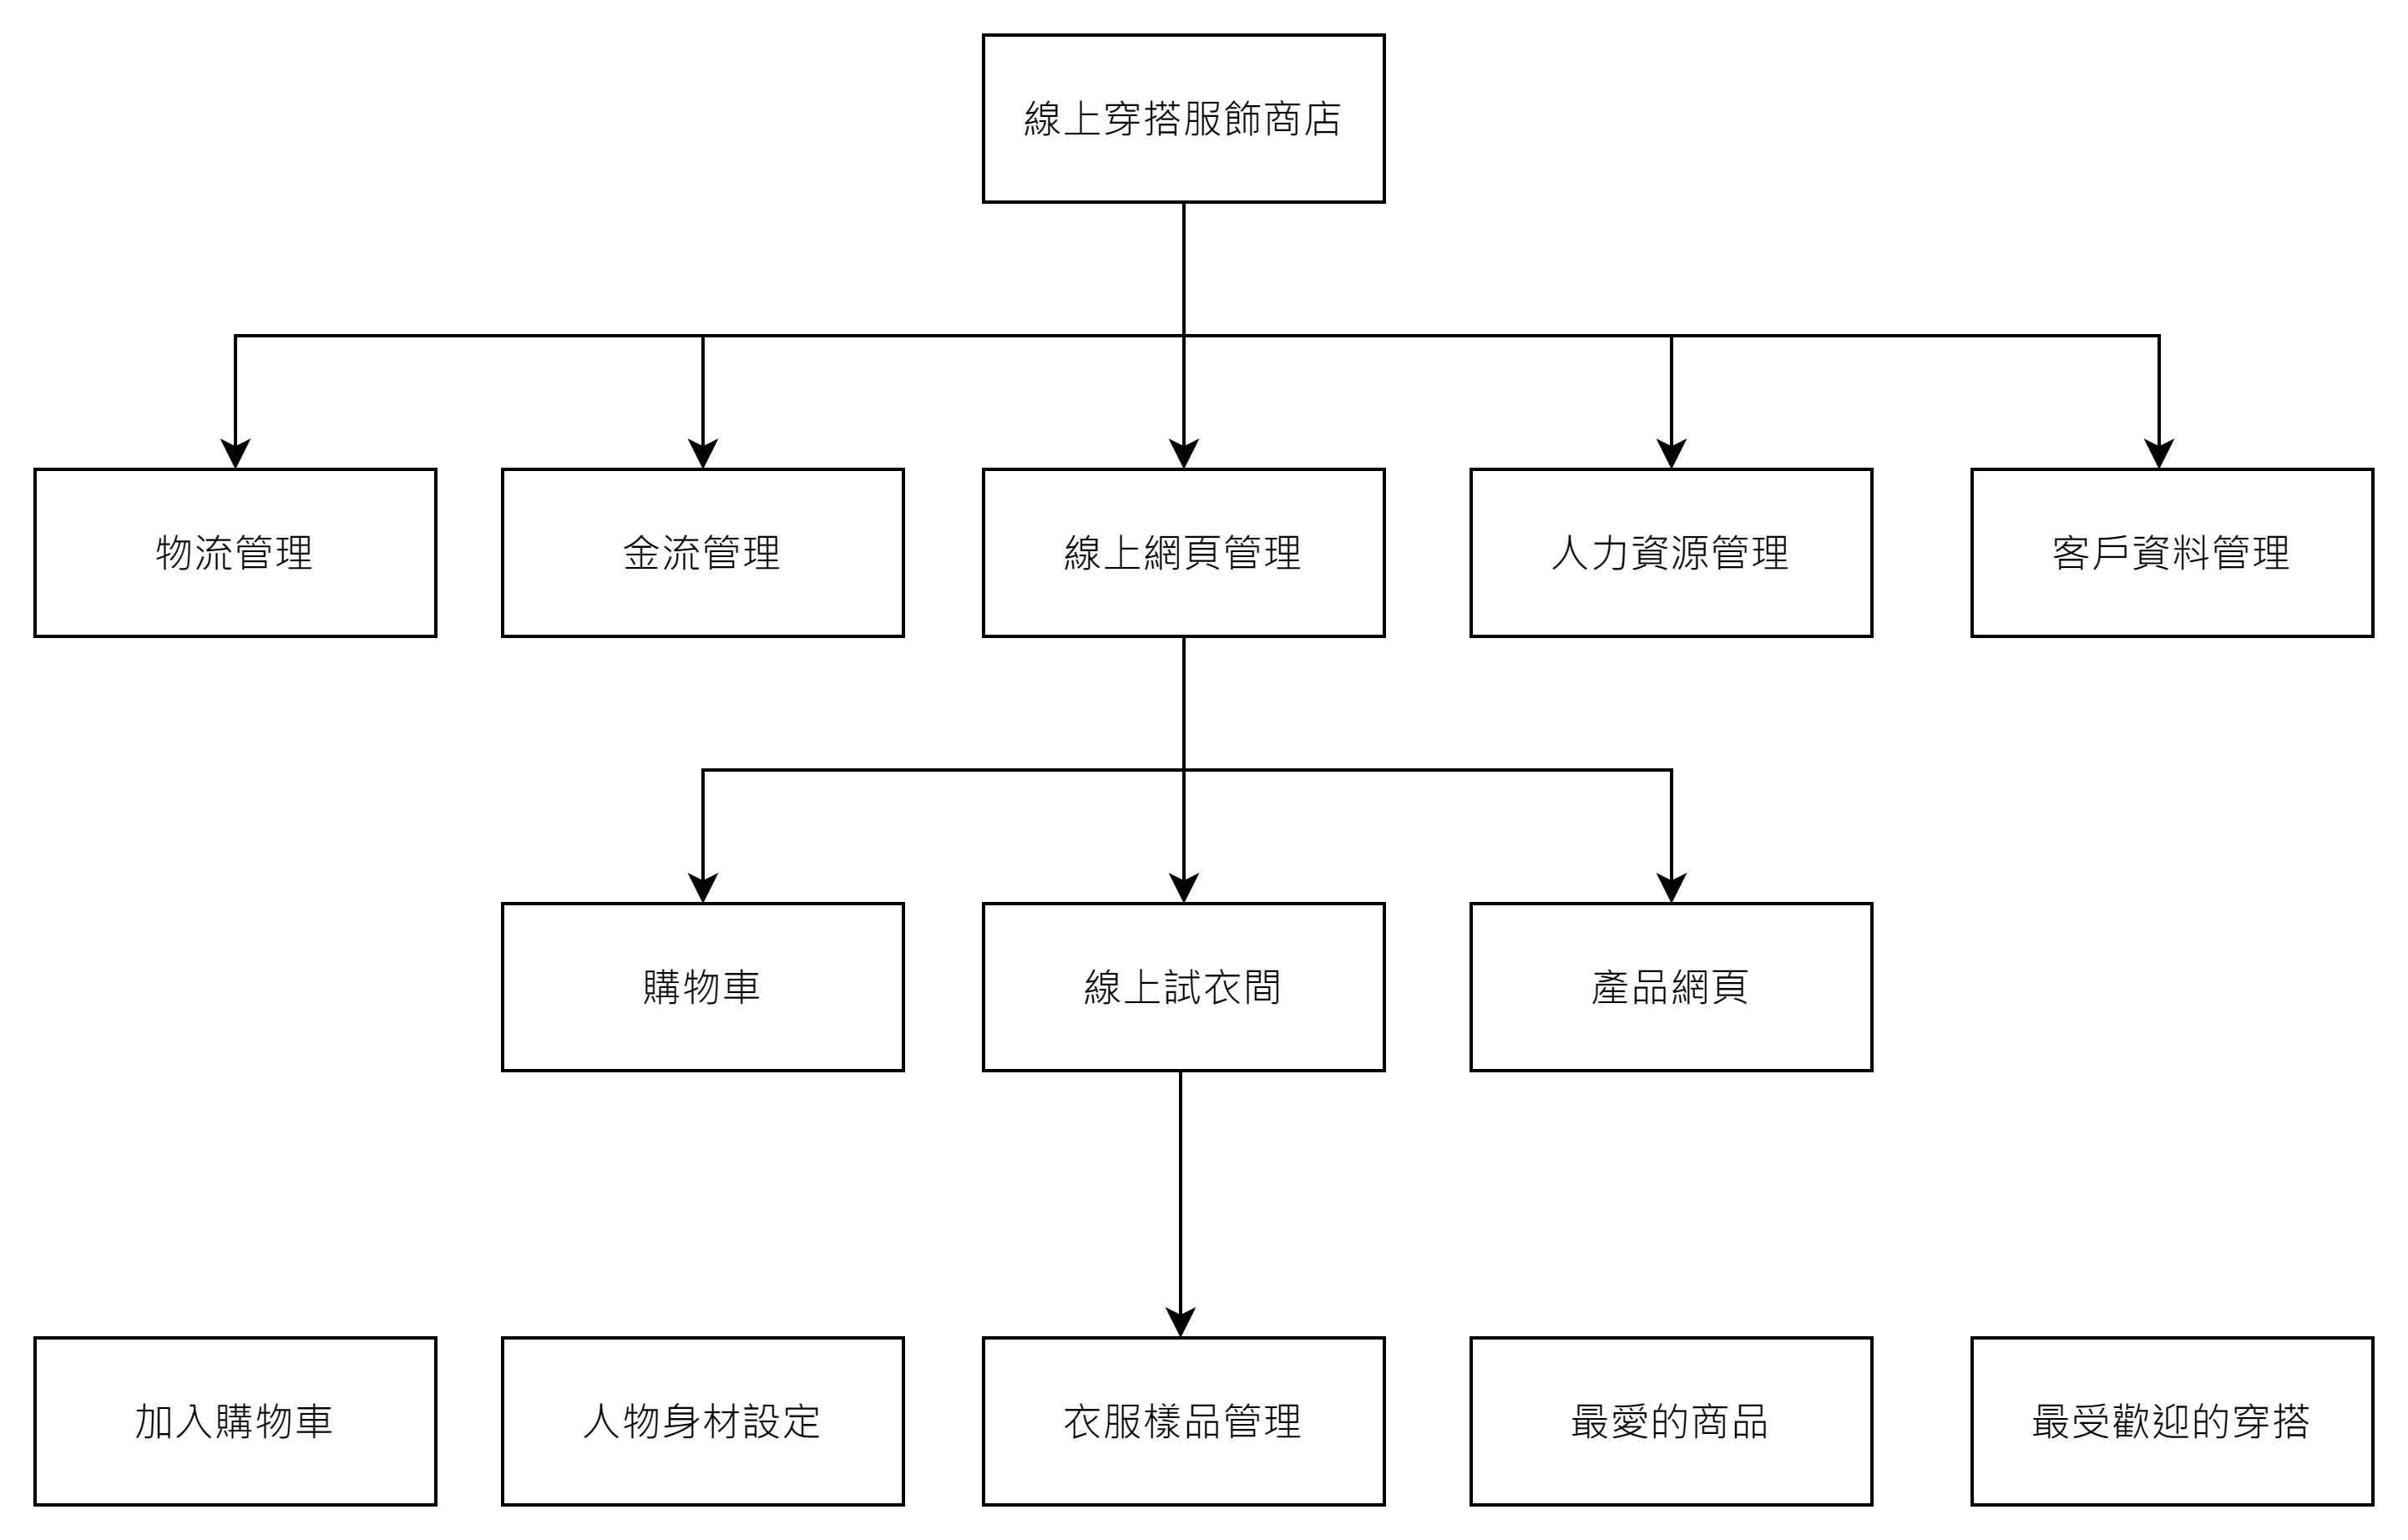 線上穿搭服飾商店
物流管理
金流管理
線上網頁管理
人力資源管理
客戶資料管理
購物車
線上試衣間
產品網頁
加入購物車
人物身材設定
衣服樣品管理
最愛的商品
最受歡迎的穿搭